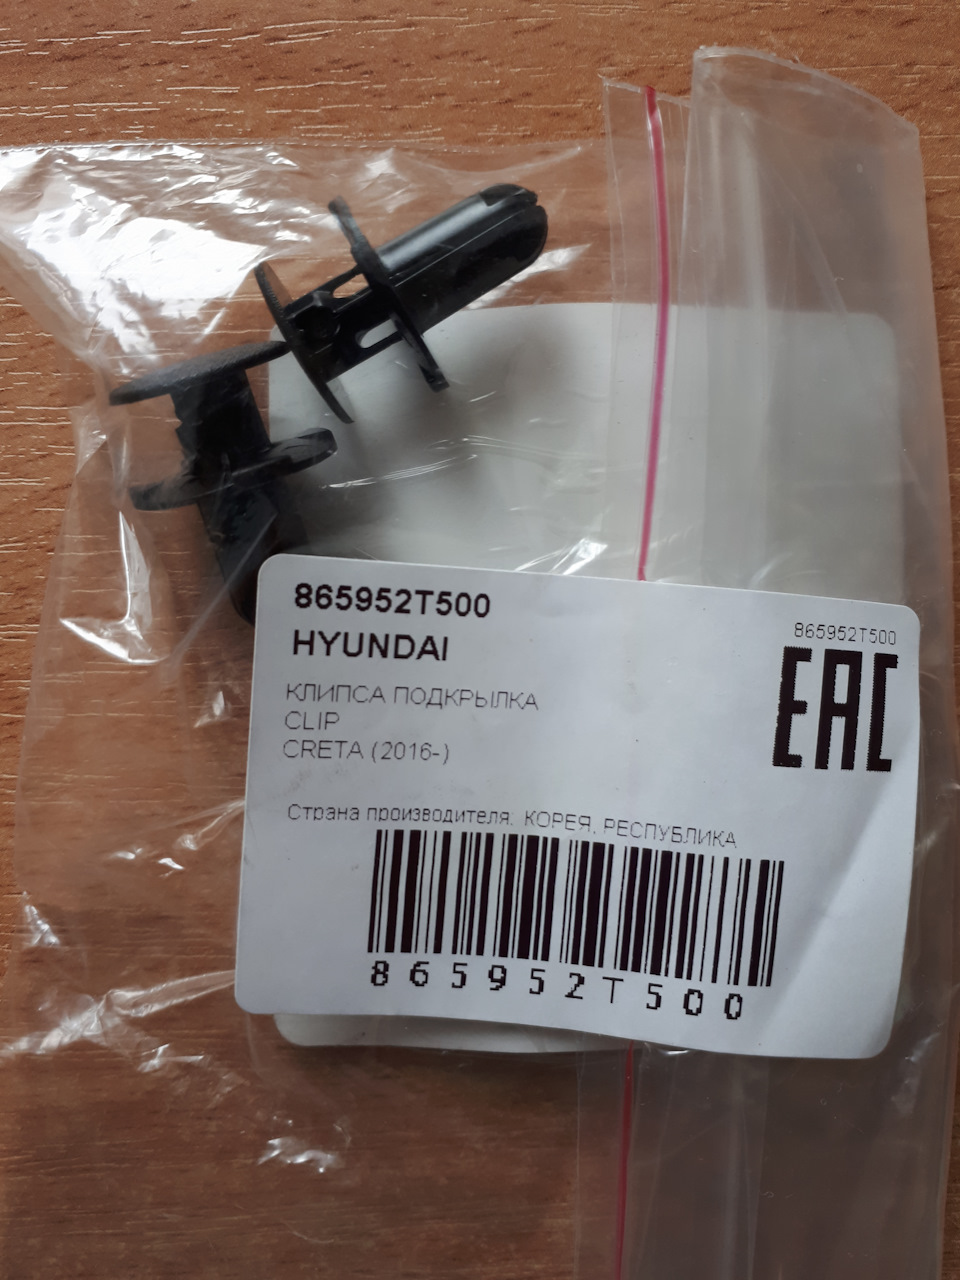 865952T500
HYUNDAI
865952T500
EAC
КЛИПСА ПОДКРЫЛКА
CLIP
CRETA (2016-)
Страна производителя: КОРЕЯ, РЕСПУБЛИКА
865952T500